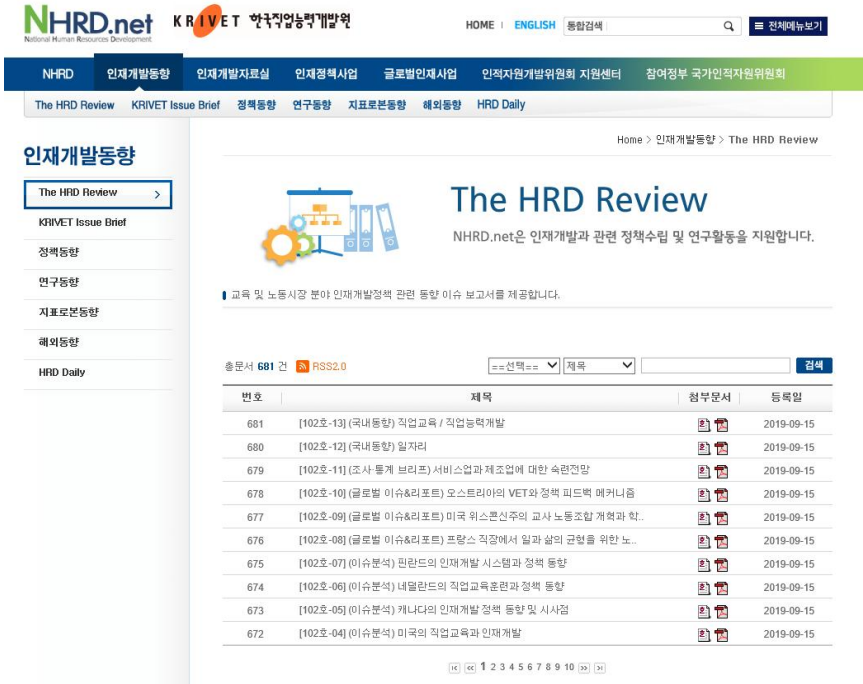 NHRD.net KRIVET 한국직업능력개발원
National Human Resources Development
HOME | ENGLISH 통합검색 전체메뉴보기
NHRD 인재개발동향 인재개발자료실 인재정책사업 글로벌인재사업 인적자원개발위원회 지원센터 참여정부 국가인적자원위원회
The HRD Review KRIVET Issue Brief 정책동향 연구동향 지표로본동향 해외동향 HRD Daily
Home > 인재개발동향 > The HRD Review
인재개발동향
The HRD Review >
KRIVET Issue Brief
정책동향
연구동향
지표로본동향
해외동향
HRD Daily
The HRD Review
NHRD.net은 인재개발과 관련 정책수립 및 연구활동을 지원합니다.
교육 및 노동시장 분야 인재개발정책 관련 동향 이슈 보고서를 제공합니다.
총문서 681 건 RSS2.0 ==선택== 제목 검색
번호 제목 첨부문서 등록일
681 [102호-13] (국내동향) 직업교육 / 직업능력개발 2019-09-15
680 [102호-12] (국내동향) 일자리 2019-09-15
679 [102호-11] (조사·통계 브리프) 서비스업과 제조업에 대한 숙련전망 2019-09-15
678 [102호-10] (글로벌 이슈&리포트) 오스트리아의 VET와 정책 피드백 메커니즘 2019-09-15
677 [102호-09] (글로벌 이슈&리포트) 미국 위스콘신주의 교사 노동조합 개혁과 학.. 2019-09-15
676 [102호-08] (글로벌 이슈&리포트) 프랑스 직장에서 일과 삶의 균형을 위한 노.. 2019-09-15
675 [102호-07] (이슈분석) 핀란드의 인재개발 시스템과 정책 동향 2019-09-15
674 [102호-06] (이슈분석) 네덜란드의 직업교육훈련과 정책 동향 2019-09-15
673 [102호-05] (이슈분석) 캐나다의 인재개발 정책 동향 및 시사점 2019-09-15
672 [102호-04] (이슈분석) 미국의 직업교육과 인재개발 2019-09-15
1 2 3 4 5 6 7 8 9 10